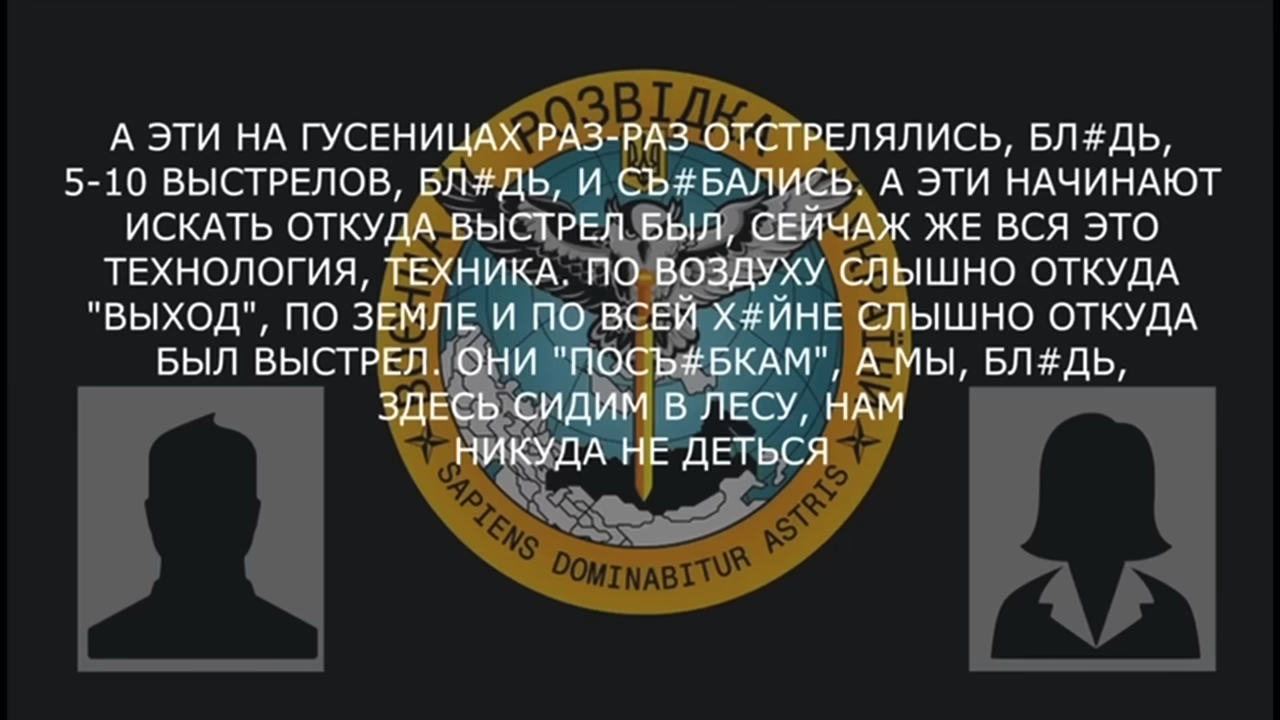 А ЭТИ НА ГУСЕНИЦАХ РАЗ-РАЗ ОТСТРЕЛЯЛИСЬ, БЛ#ДЬ,
5-10 ВЫСТРЕЛОВ, БЛ#ДЬ, И СЪ#БАЛИСЬ. А ЭТИ НАЧИНАЮТ
ИСКАТЬ ОТКУДА ВЫСТРЕЛ БЫЛ, СЕЙЧАЖ ЖЕ ВСЯ ЭТО
ТЕХНОЛОГИЯ, ТЕХНИКА. ПО ВОЗДУХУ СЛЫШНО ОТКУДА
"ВЫХОД", ПО ЗЕМЛЕ И ПО ВСЕЙ Х#ЙНЕ СЛЫШНО ОТКУДА
БЫЛ ВЫСТРЕЛ. ОНИ "ПОСЪ#БКАМ", А МЫ, БЛ#ДЬ,
ЗДЕСЬ СИДИМ В ЛЕСУ, НАМ
НИКУДА НЕ ДЕТЬСЯ
ВОЄННА РОЗВІДКА УКРАЇНИ
SAPIENS DOMINABITUR ASTRIS